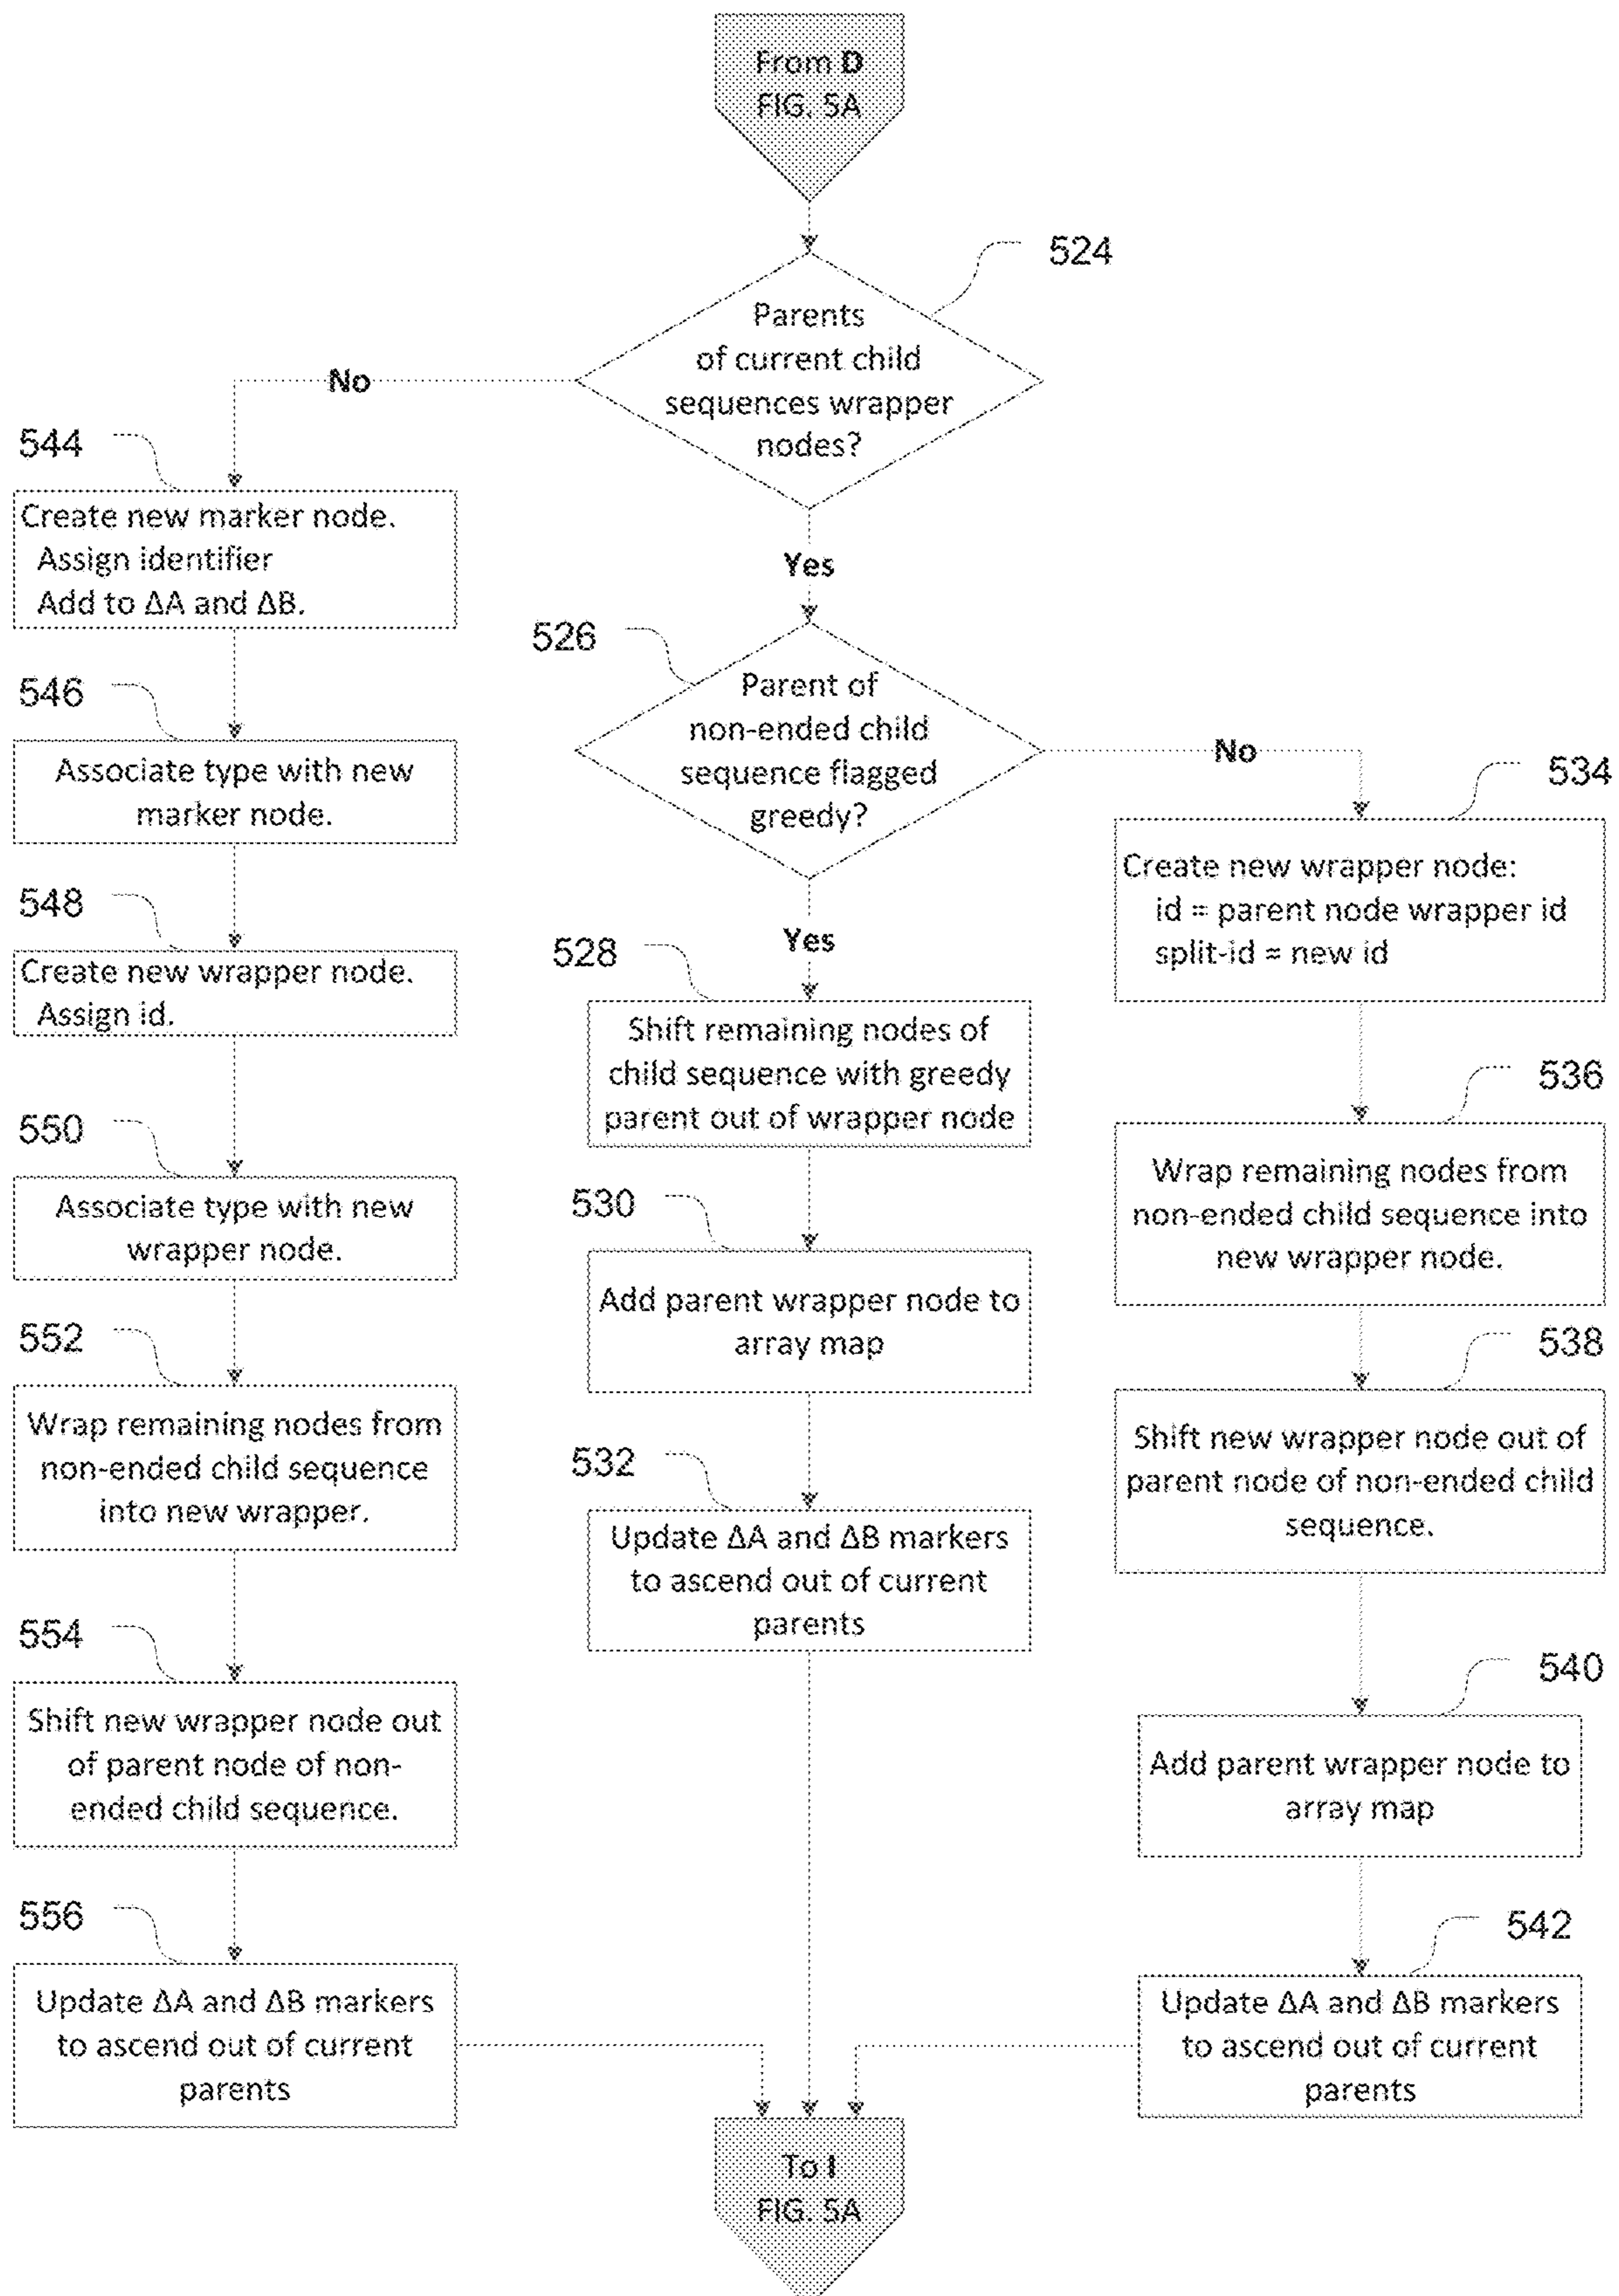 From D
FIG. 5A
524
Parents
of current child
sequences wrapper
nodes?
No
Yes
544
Create new marker node.
Assign identifier
Add to ΔA and ΔB.
546
Associate type with new
marker node.
548
Create new wrapper node.
Assign id.
550
Associate type with new
wrapper node.
552
Wrap remaining nodes from
non-ended child sequence
into new wrapper.
554
Shift new wrapper node out
of parent node of non-
ended child sequence.
556
Update ΔA and ΔB markers
to ascend out of current
parents
526
Parent of
non-ended child
sequence flagged
greedy?
No
Yes
528
Shift remaining nodes of
child sequence with greedy
parent out of wrapper node
530
Add parent wrapper node to
array map
532
Update ΔA and ΔB markers
to ascend out of current
parents
534
Create new wrapper node:
id = parent node wrapper id
split-id = new id
536
Wrap remaining nodes from
non-ended child sequence into
new wrapper node.
538
Shift new wrapper node out of
parent node of non-ended child
sequence.
540
Add parent wrapper node to
array map
542
Update ΔA and ΔB markers
to ascend out of current
parents
To I
FIG. 5A